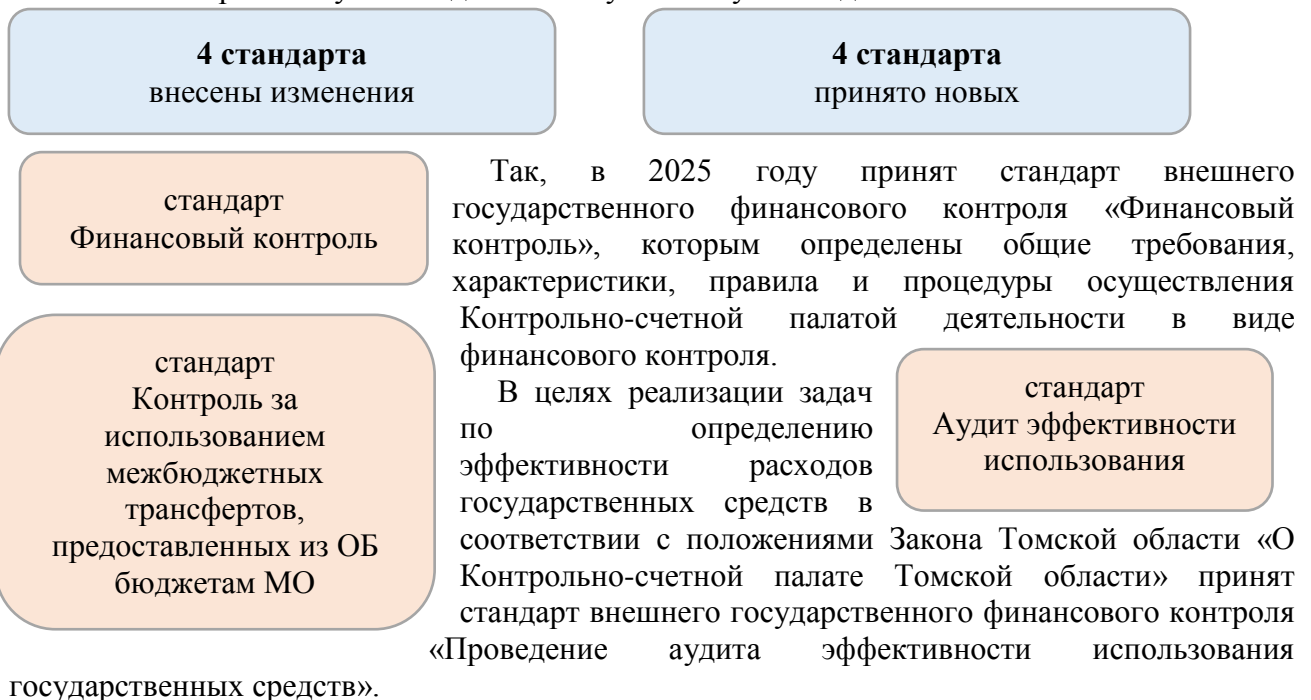 4 стандарта
внесены изменения
4 стандарта
принято новых
стандарт
Финансовый контроль
Так, в 2025 году принят стандарт внешнего
государственного финансового контроля «Финансовый
контроль», которым определены общие требования,
характеристики, правила и процедуры осуществления
Контрольно-счетной палатой деятельности в виде
финансового контроля.
стандарт
Контроль за
использованием
межбюджетных
трансфертов,
предоставленных из ОБ
бюджетам МО
В целях реализации задач
по определению
эффективности расходов
государственных средств в
стандарт
Аудит эффективности
использования
соответствии с положениями Закона Томской области «О
Контрольно-счетной палате Томской области» принят
стандарт внешнего государственного финансового контроля
«Проведение аудита эффективности использования
государственных средств».